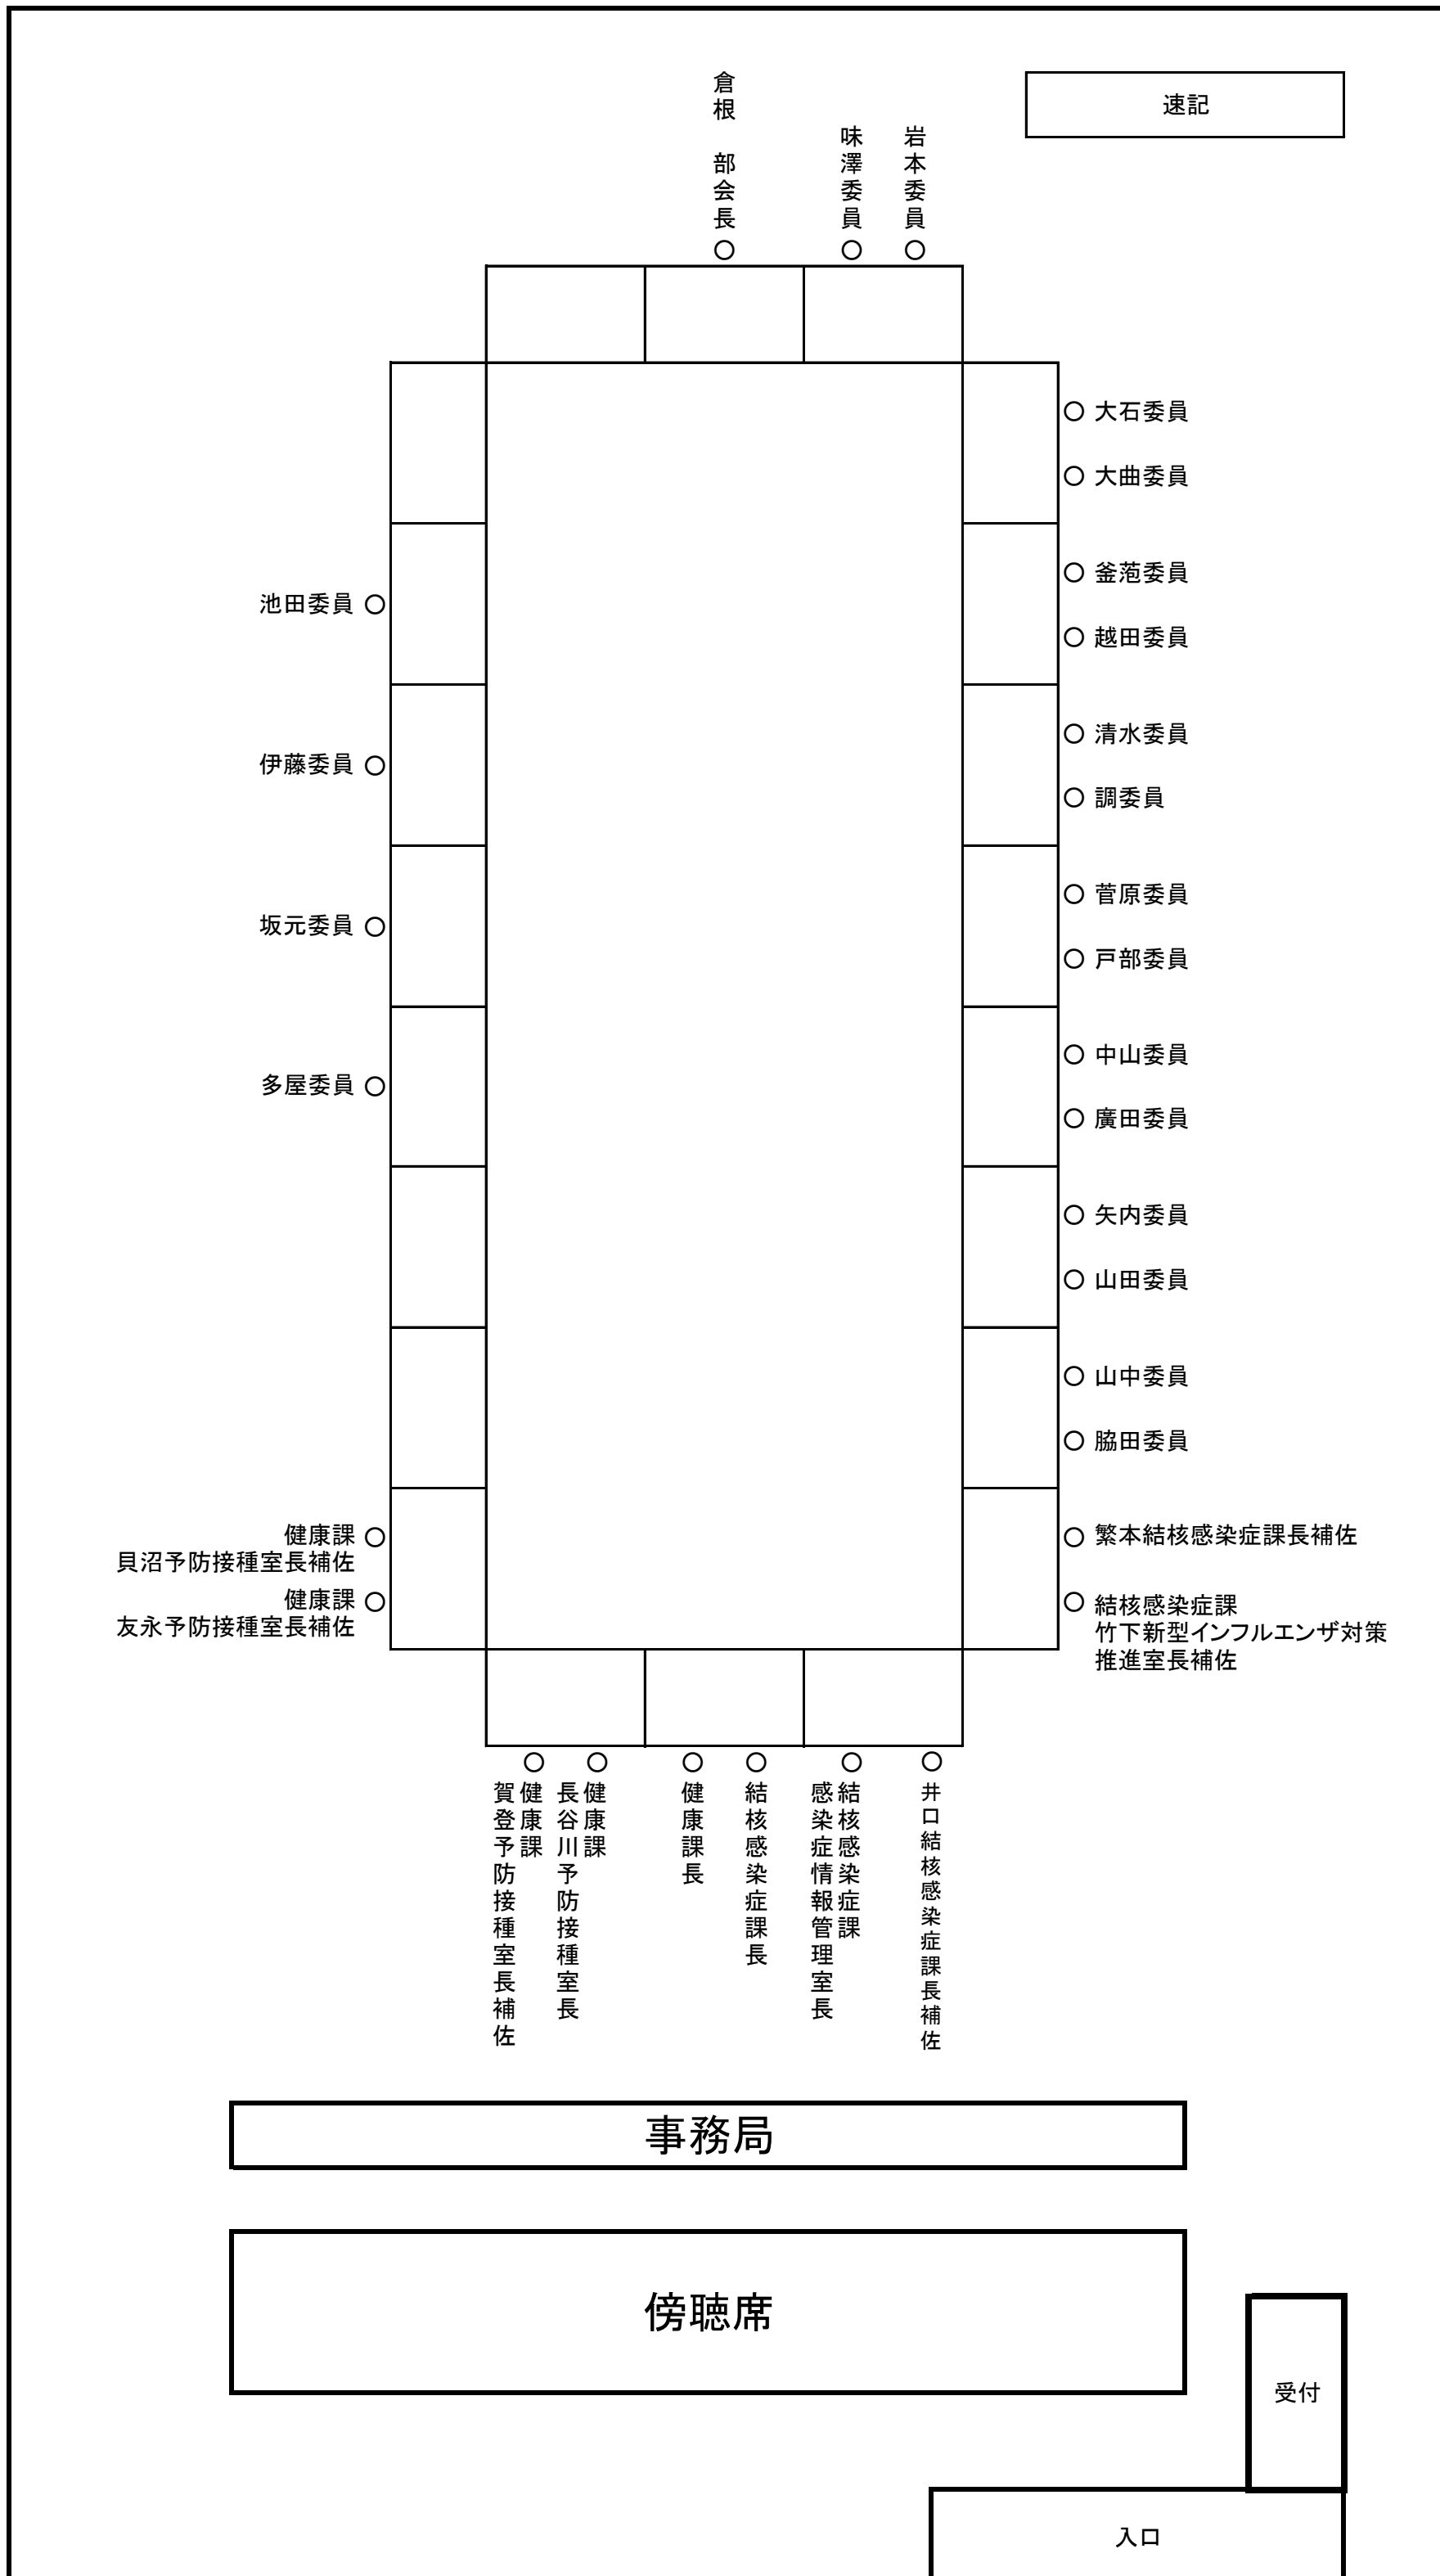 速記
倉根　部会長
味澤委員
岩本委員
大石委員
大曲委員
池田委員
釜萢委員
越田委員
伊藤委員
清水委員
調委員
坂元委員
菅原委員
戸部委員
多屋委員
中山委員
廣田委員
矢内委員
山田委員
山中委員
脇田委員
健康課
貝沼予防接種室長補佐
健康課
友永予防接種室長補佐
繁本結核感染症課長補佐
結核感染症課
竹下新型インフルエンザ対策
推進室長補佐
健康課
賀登予防接種室長補佐
健康課
長谷川予防接種室長
健康課長
結核感染症課長
結核感染症課
感染症情報管理室長
井口結核感染症課長補佐
事務局
傍聴席
受付
入口